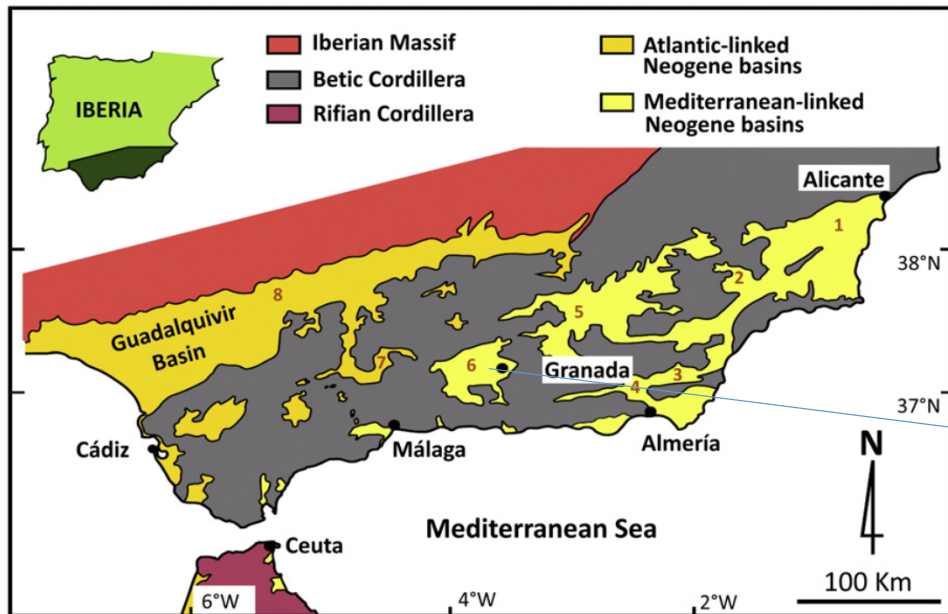 IBERIA
Iberian Massif
Betic Cordillera
Rifian Cordillera
Atlantic-linked
Neogene basins
Mediterranean-linked
Neogene basins
Alicante
1
38°N
2
8
5
Guadalquivir
Basin
7
6
Granada
3
4
37°N
Cádiz
Málaga
Almería
N
Mediterranean Sea
Ceuta
100 Km
6°W
4°W
2°W